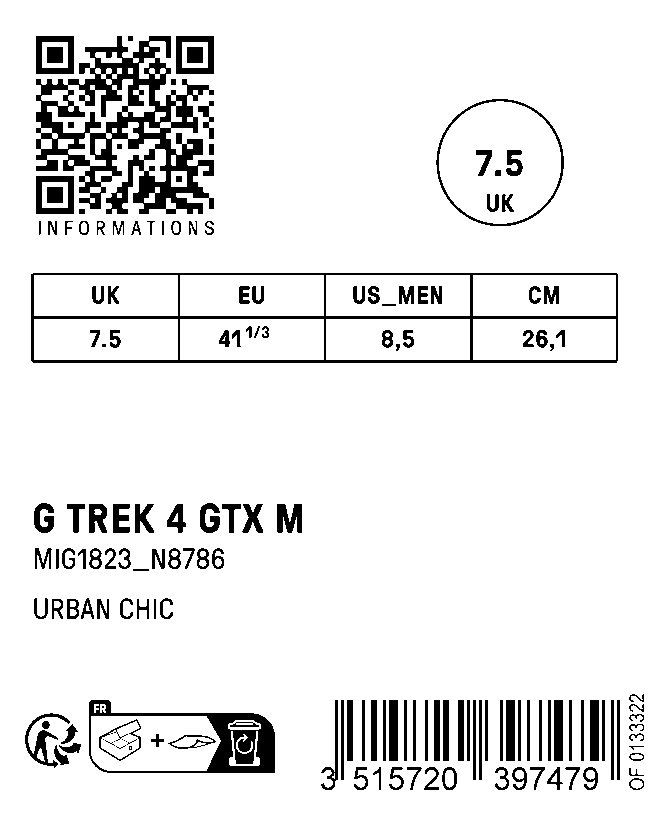 INFORMATIONS
7.5
UK
UK EU US_MEN CM
7.5 41 1/3 8,5 26,1
G TREK 4 GTX M
MIG1823_N8786
URBAN CHIC
FR
+
3 515720 397479
OF 0133322